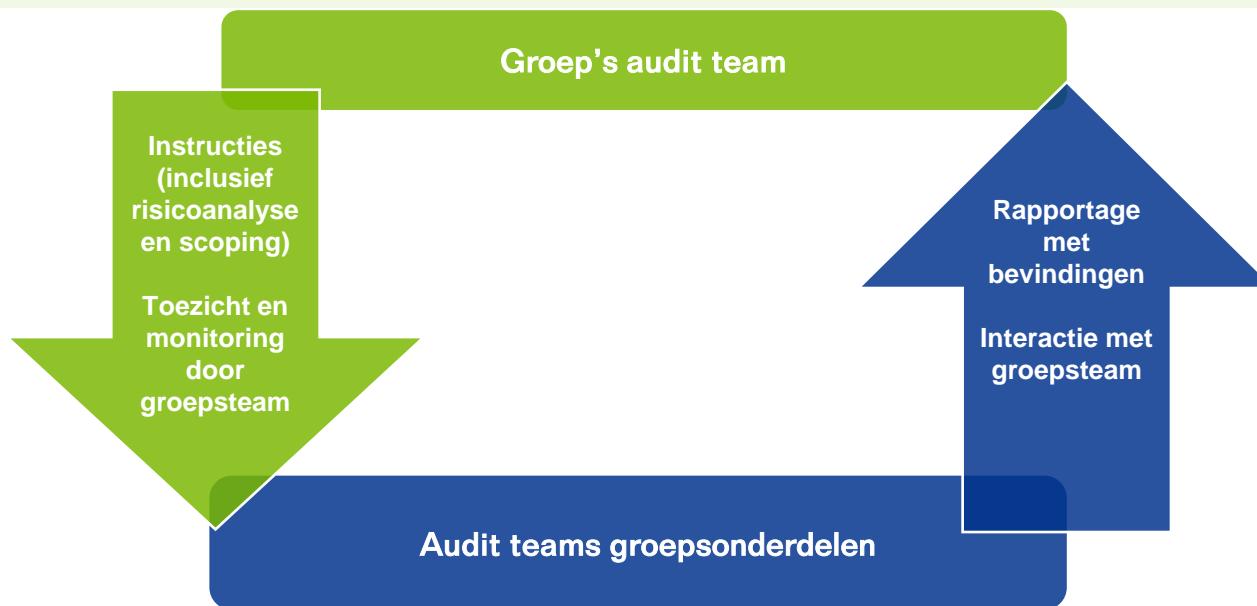 Groep's audit team
Instructies
(inclusief
risicoanalyse
en scoping)
Toezicht en
monitoring
door
groepsteam
Rapportage
met
bevindingen
Interactie met
groepsteam
Audit teams groepsonderdelen